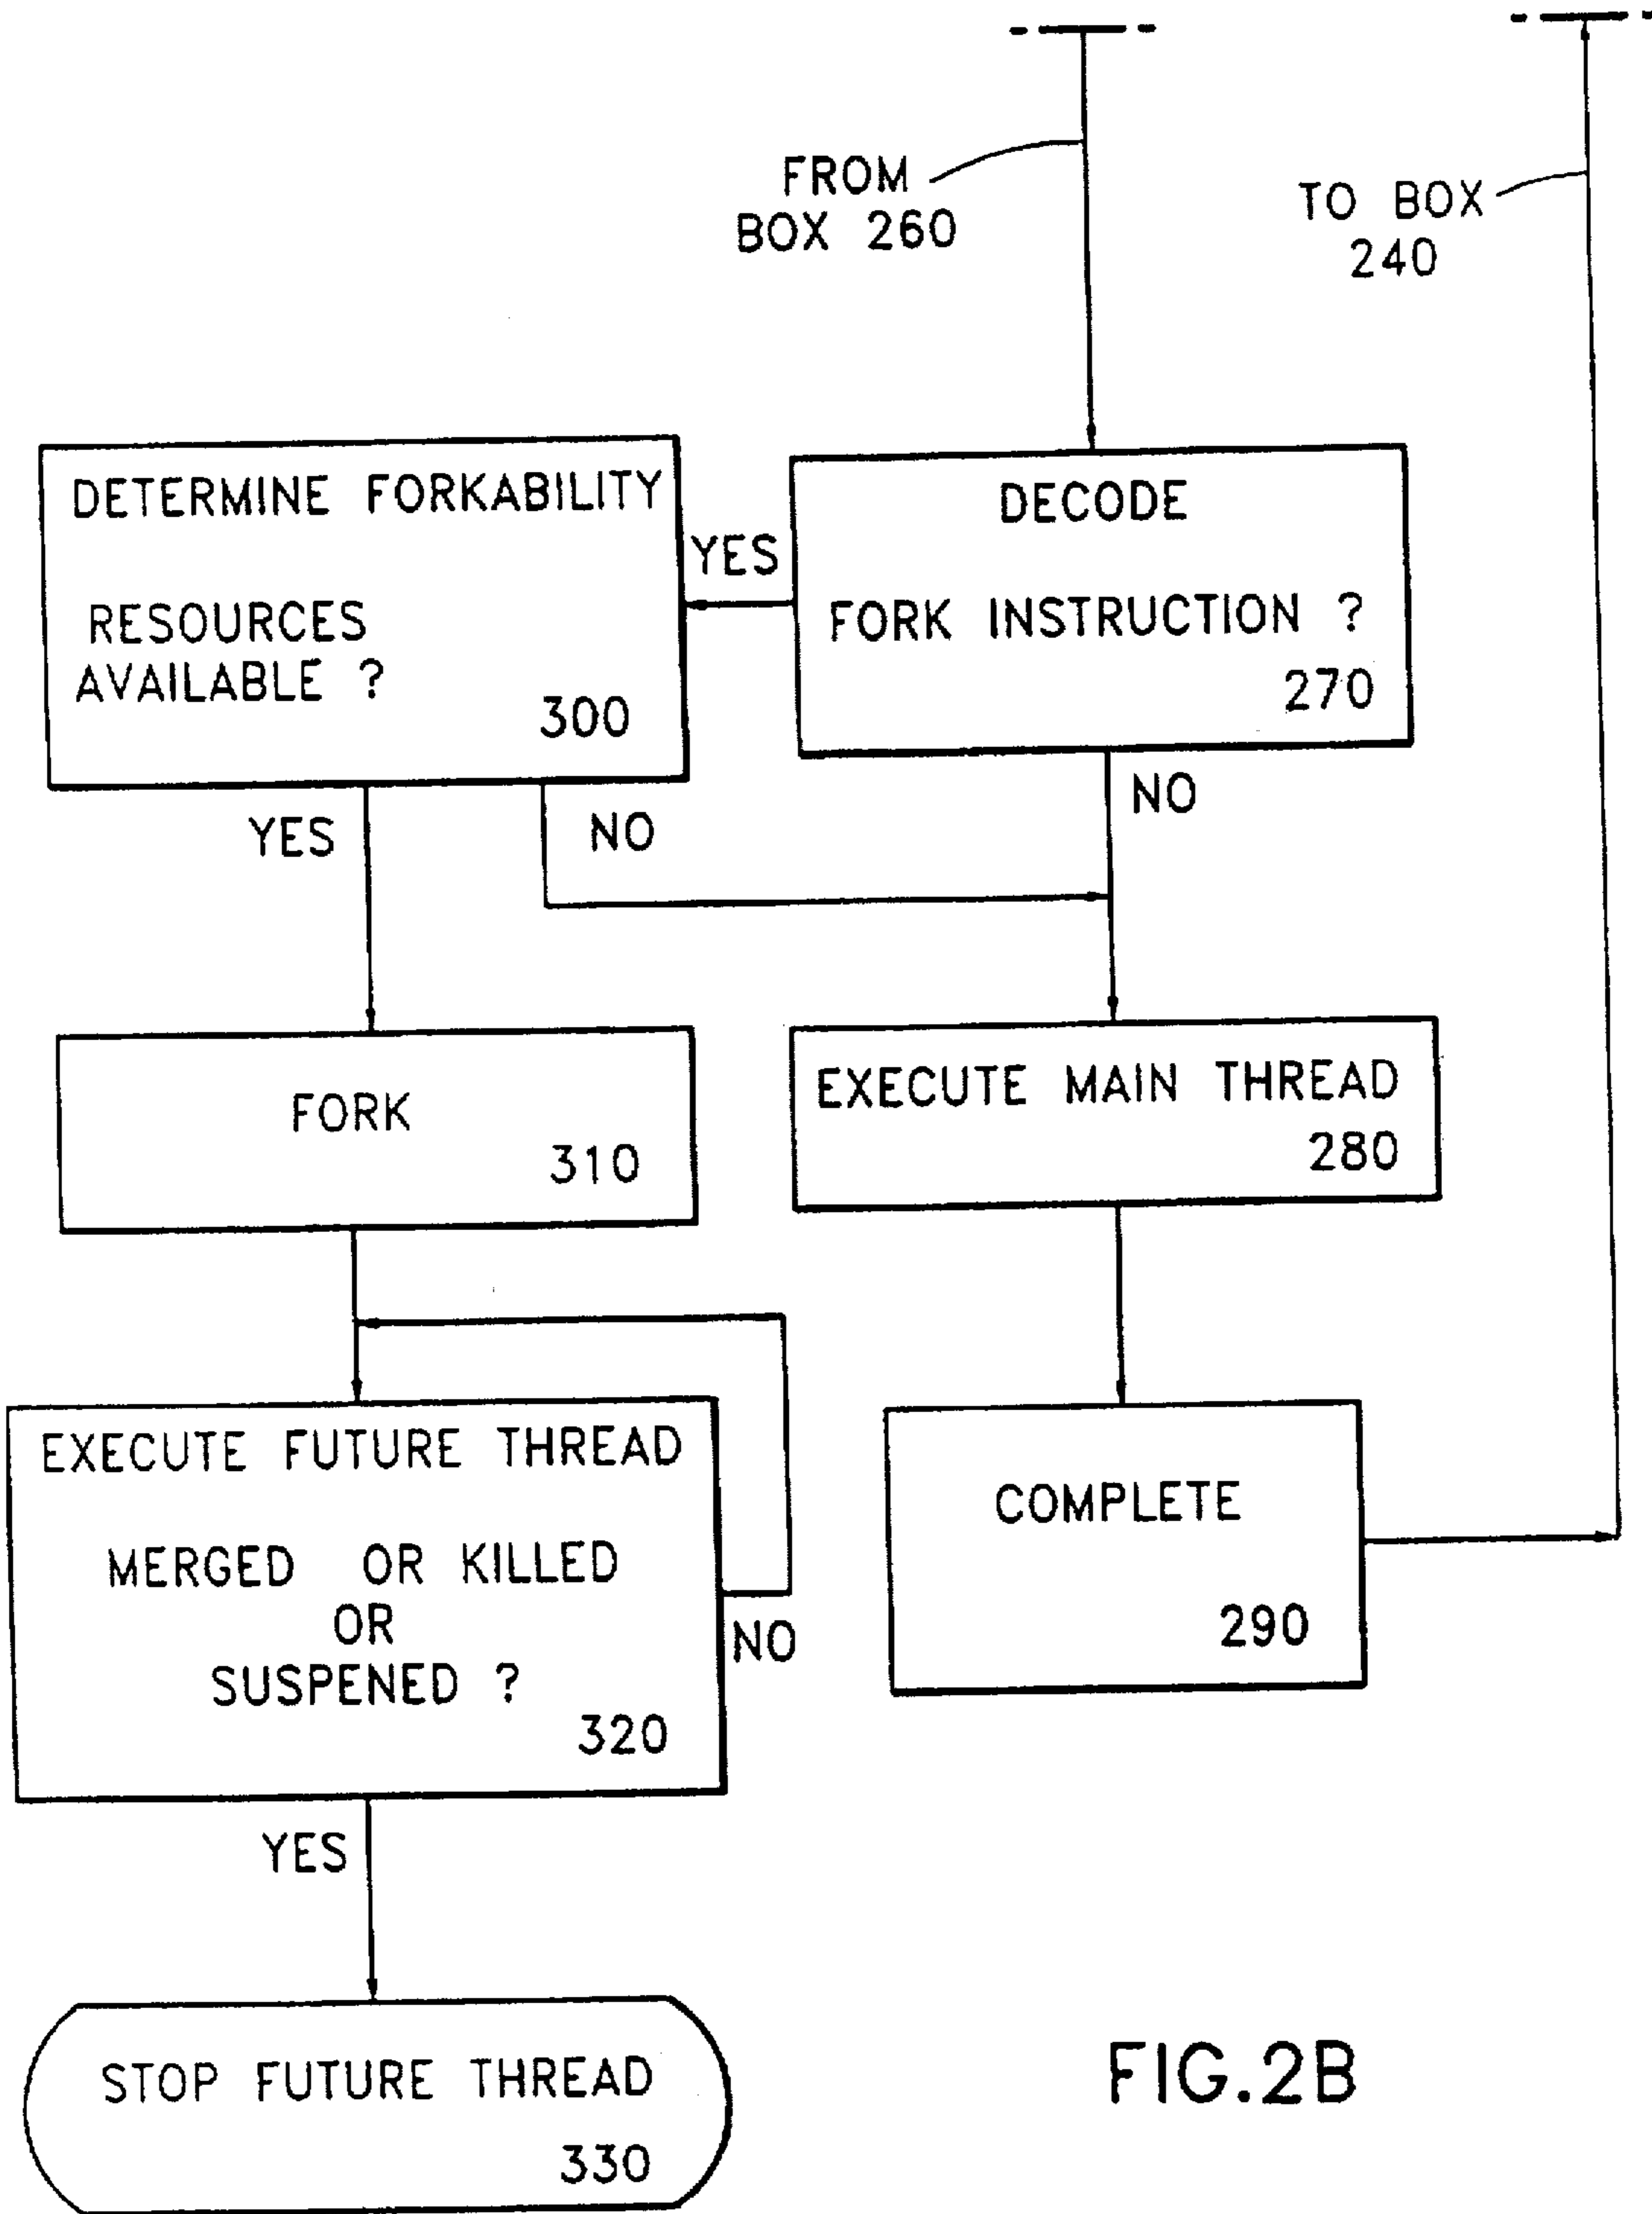 FROM
BOX 260
TO BOX
240
DETERMINE FORKABILITY
RESOURCES
AVAILABLE ?
300
YES
DECODE
FORK INSTRUCTION ?
270
YES
NO
NO
FORK
310
EXECUTE MAIN THREAD
280
EXECUTE FUTURE THREAD
MERGED OR KILLED
OR
SUSPENED ?
320
NO
COMPLETE
290
YES
STOP FUTURE THREAD
330
FIG.2B